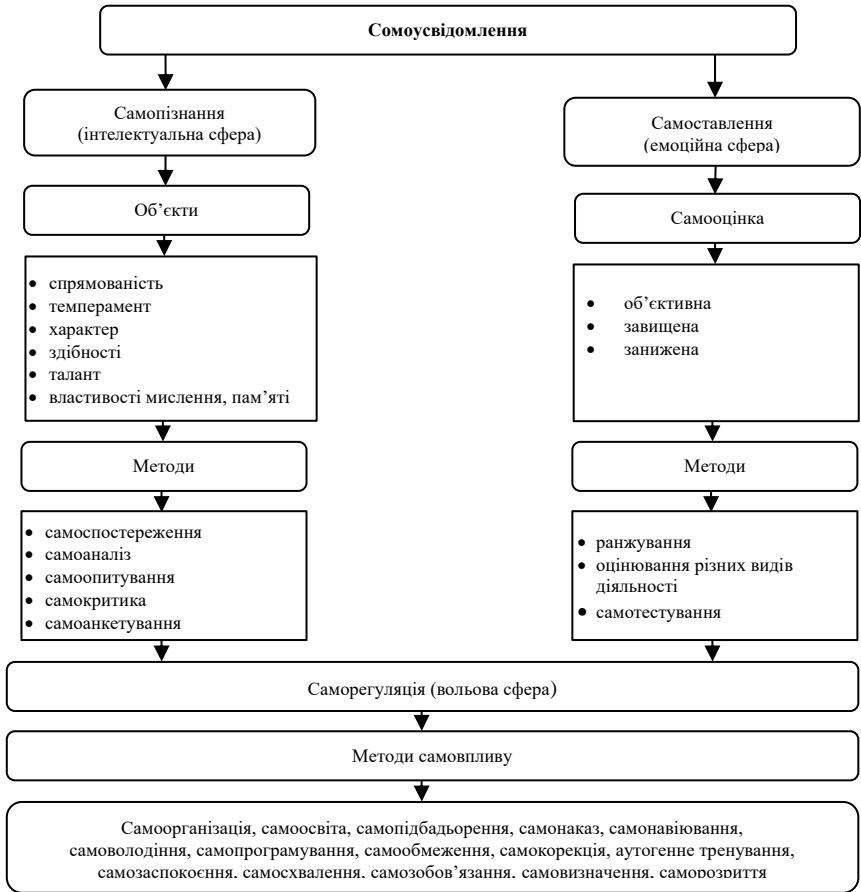 Сомоусвідомлення
Самопізнання
(інтелектуальна сфера)
Об’єкти
• спрямованість
• темперамент
• характер
• здібності
• талант
• властивості мислення, пам’яті
Методи
• самоспостереження
• самоаналіз
• самоопитування
• самокритика
• самоанкетування
Самоставлення
(емоційна сфера)
Самооцінка
• об’єктивна
• завищена
• занижена
Методи
• ранжування
• оцінювання різних видів
діяльності
• самотестування
Саморегуляція (вольова сфера)
Методи самовпливу
Самоорганізація, самоосвіта, самопідбадьорення, самонаказ, самонавіювання,
самоволодіння, самопрограмування, самообмеження, самокорекція, аутогенне тренування,
самозаспокоєння, самосхвалення, самозобов’язання, самовизначення, саморозриття